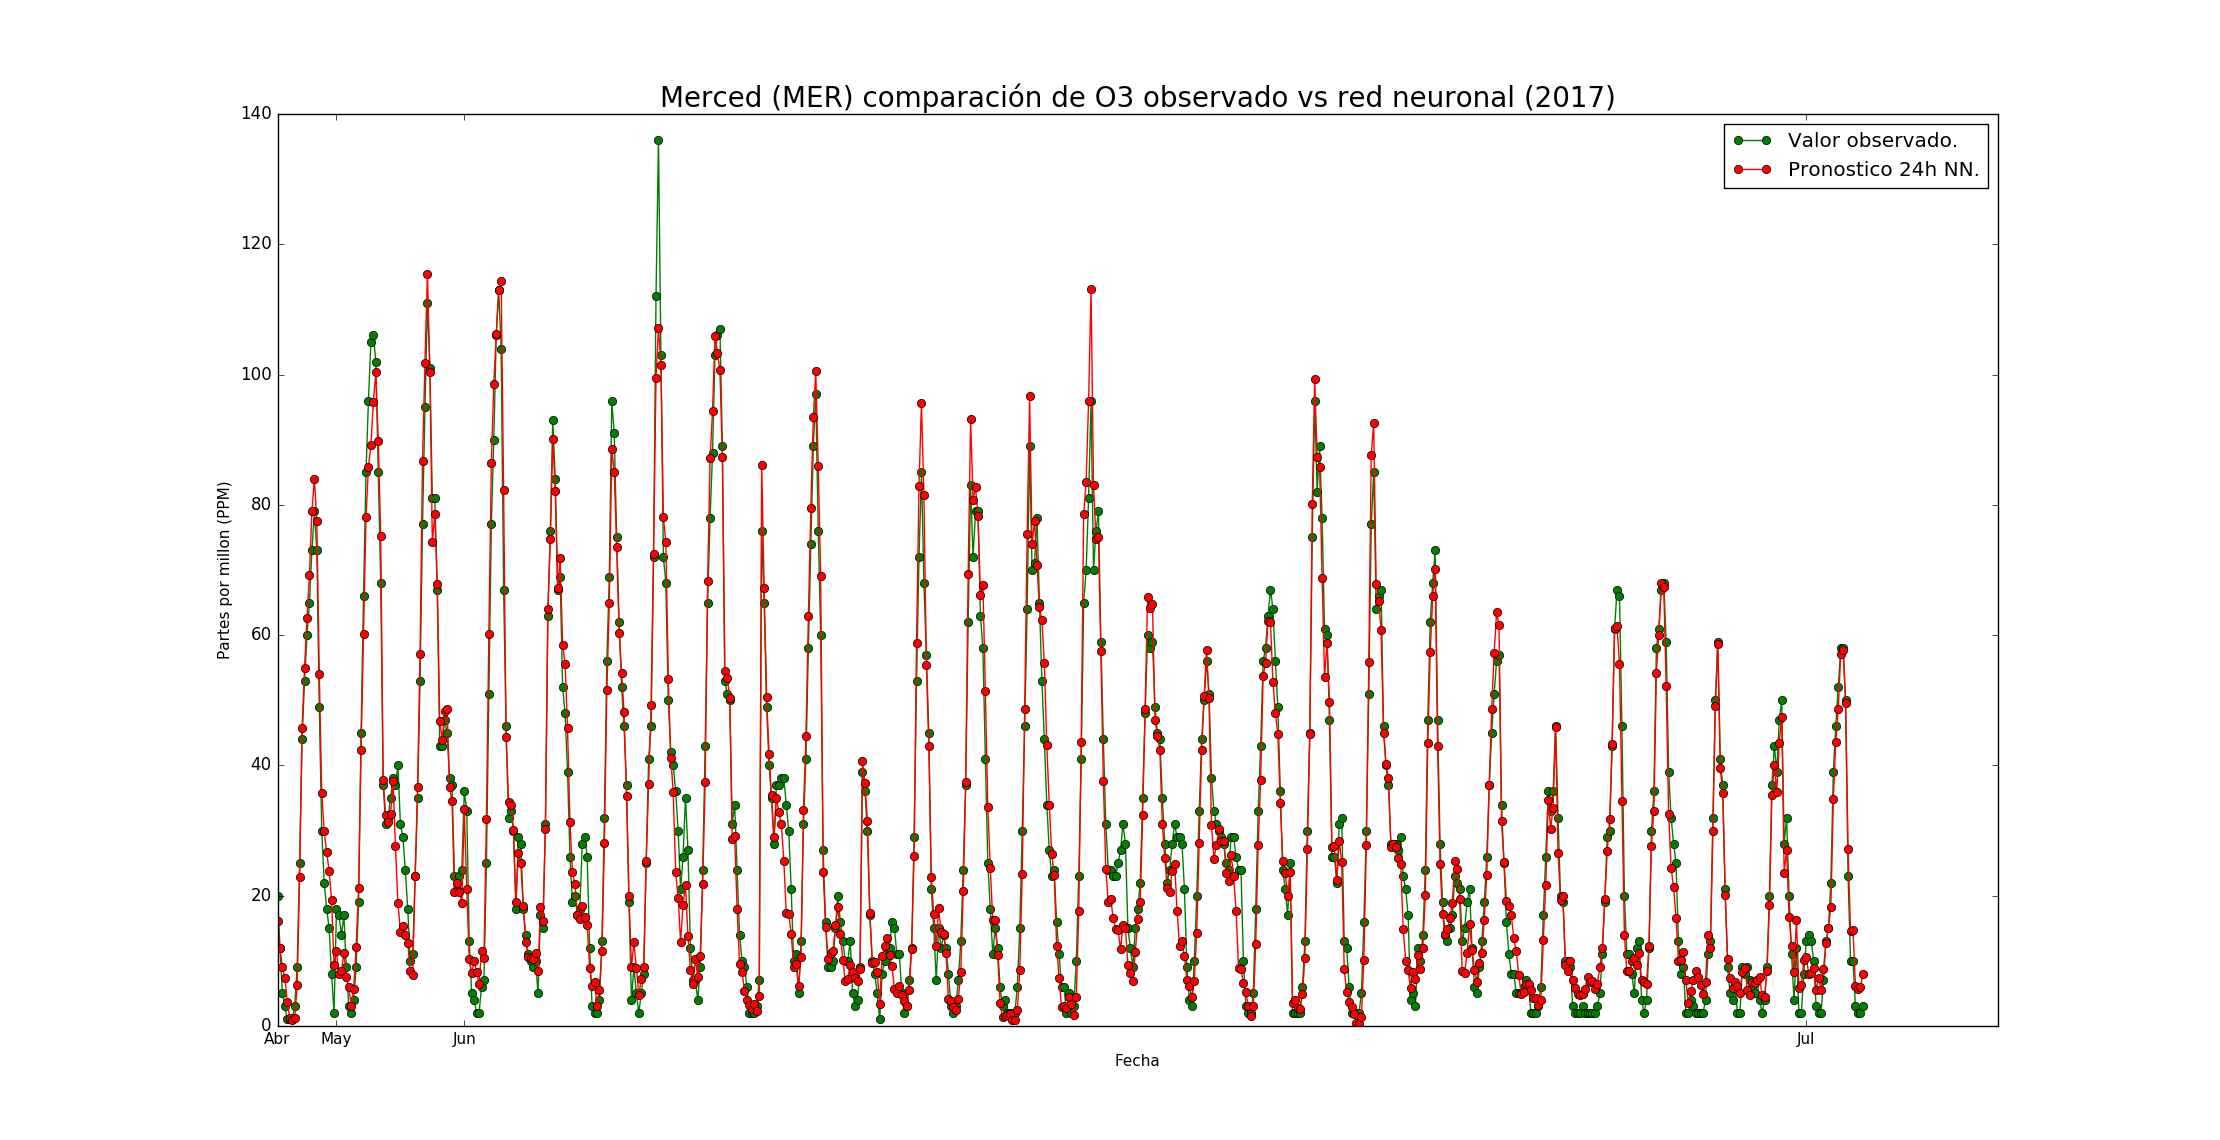 Merced (MER) comparación de O3 observado vs red neuronal (2017)
140
120
100
80
60
40
20
0
Partes por millon (PPM)
Valor observado.
Pronostico 24h NN.
Abr May Jun Jul
Fecha